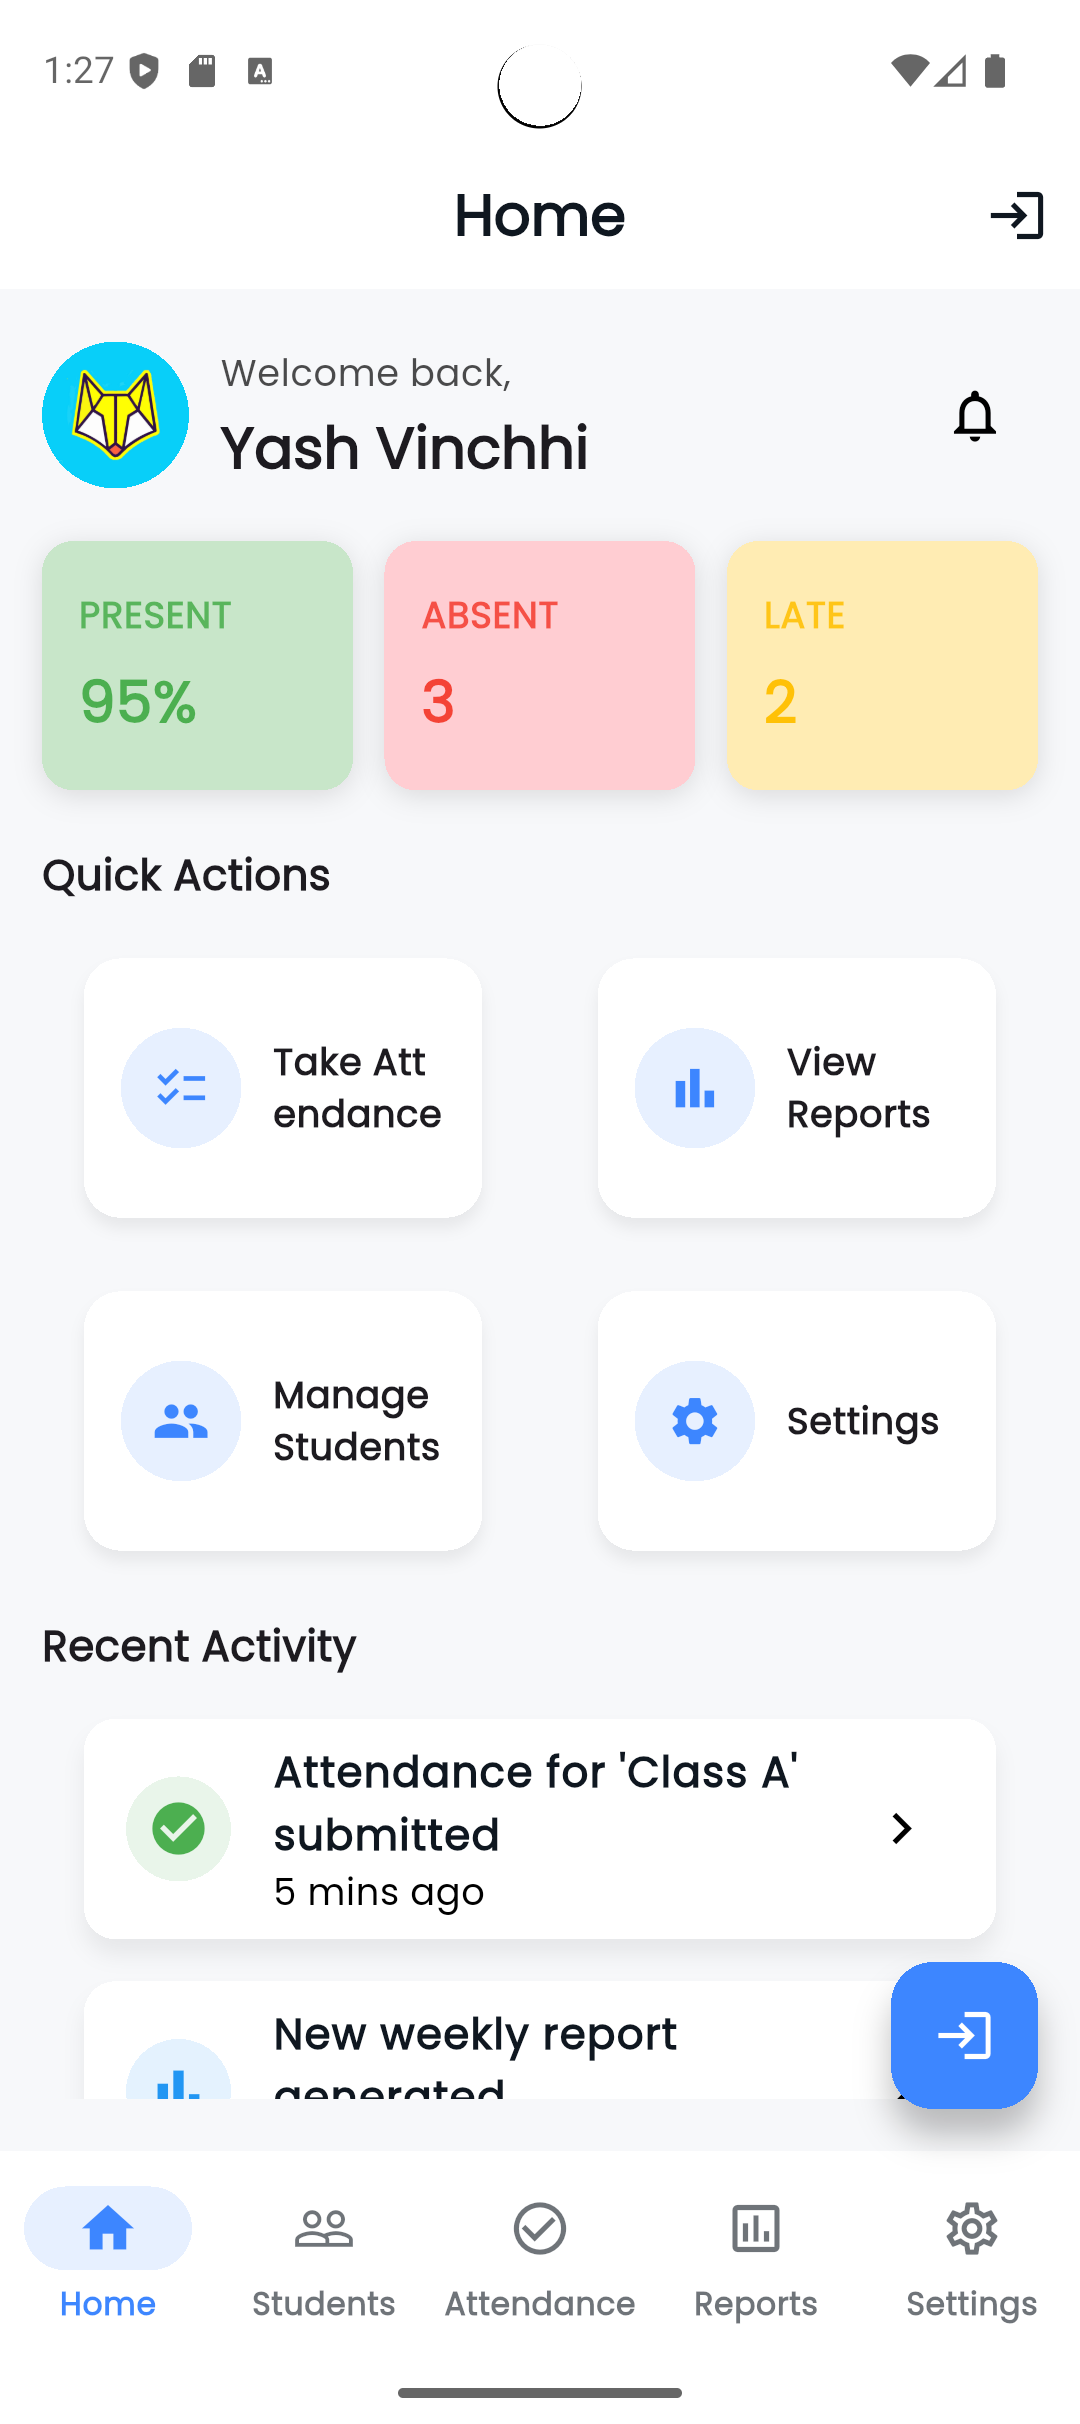 1:27
Home
Welcome back,
Yash Vinchhi
PRESENT
ABSENT
LATE
95%
3
2
Quick Actions
Take Att
endance
View
Reports
Manage
Students
Settings
Recent Activity
Attendance for 'Class A'
submitted
5 mins ago
New weekly report
generated
Home
Students
Attendance
Reports
Settings